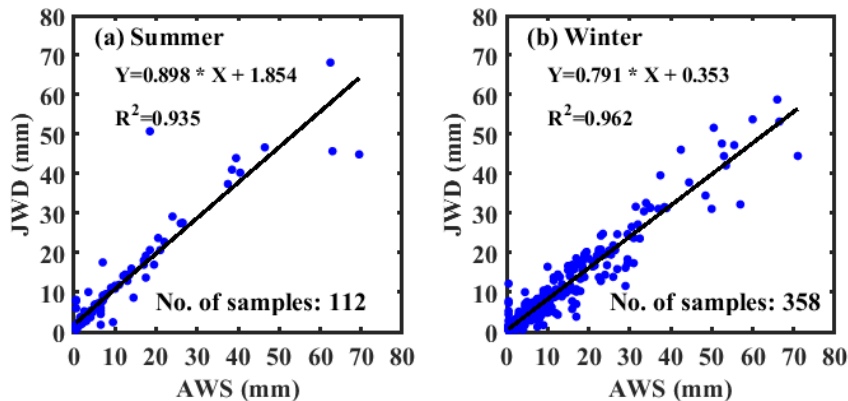 (a) Summer
Y=0.898 * X + 1.854
R²=0.935
No. of samples: 112
JWD (mm)
80
70
60
50
40
30
20
10
0
0 10 20 30 40 50 60 70 80
AWS (mm)
(b) Winter
Y=0.791 * X + 0.353
R²=0.962
No. of samples: 358
JWD (mm)
80
70
60
50
40
30
20
10
0
0 10 20 30 40 50 60 70 80
AWS (mm)